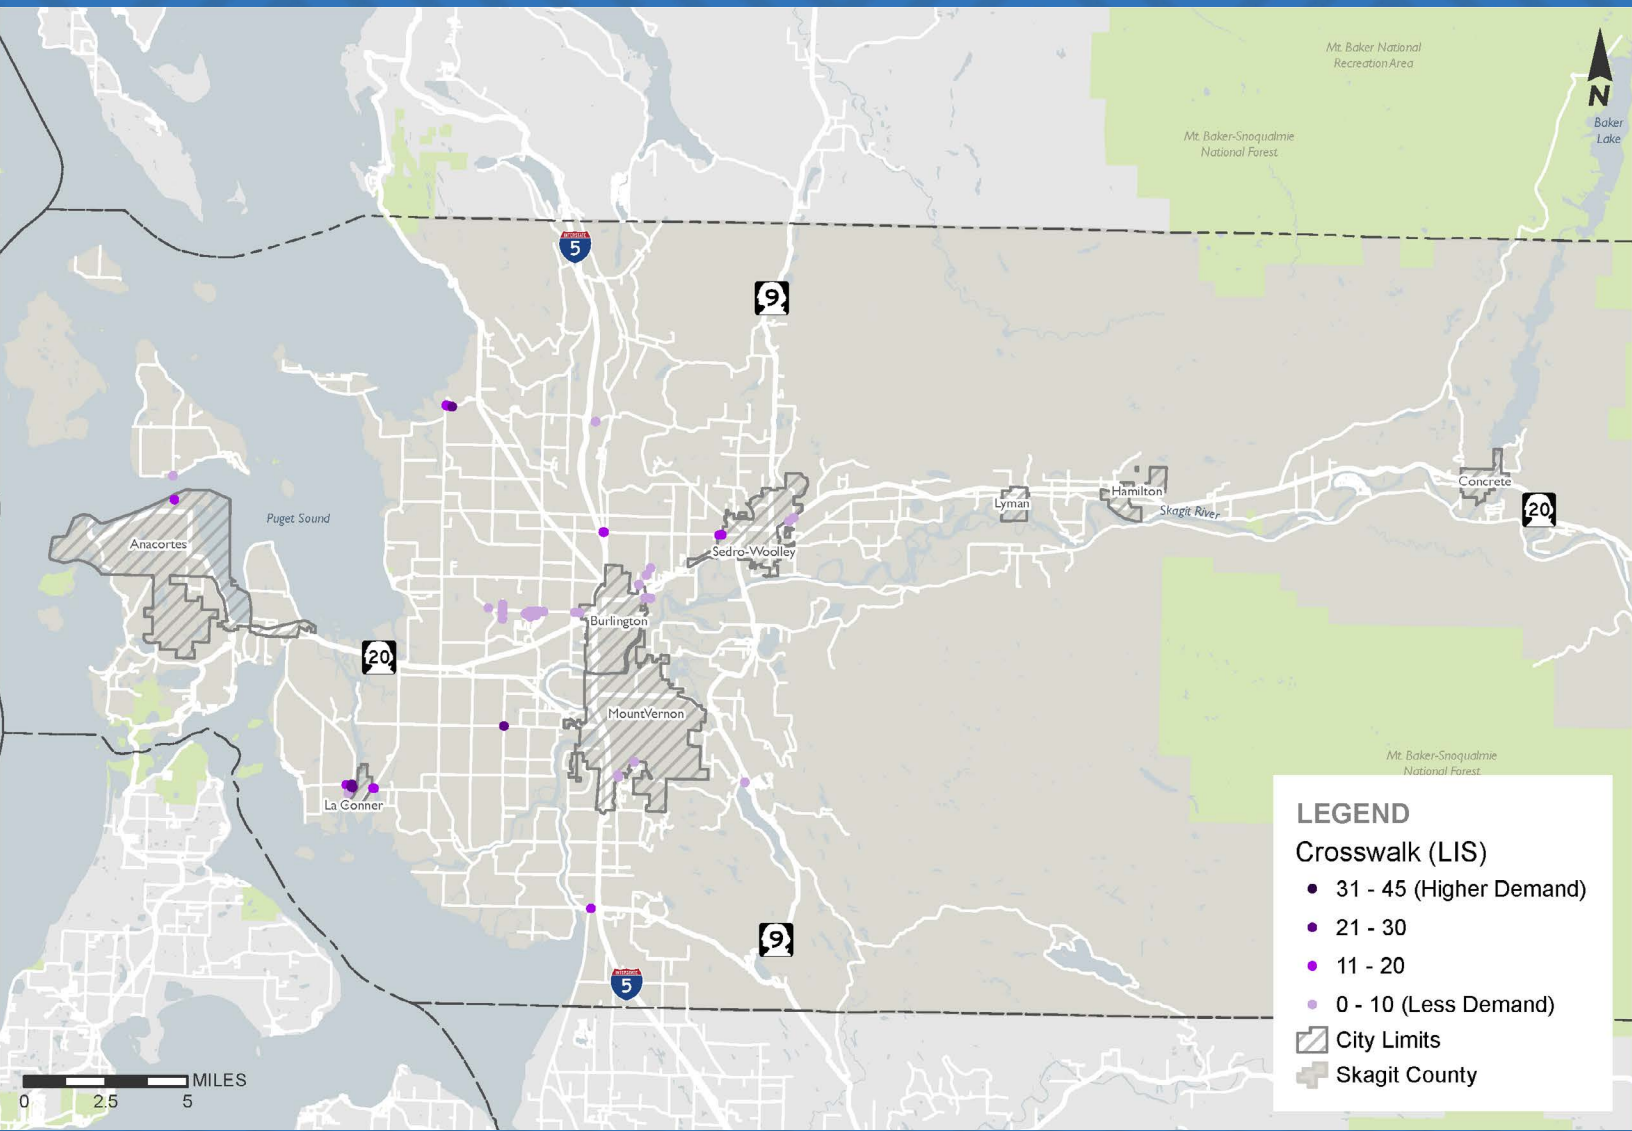 Mt. Baker National
Recreation Area
N
Baker
Lake
Mt. Baker-Snoqualmie
National Forest
INTERSTATE
5
9
Puget Sound
Anacortes
Lyman
Hamilton
Skagit River
Concrete
20
Sedro-Woolley
Burlington
20
Mount Vernon
La Conner
Mt. Baker-Snoqualmie
National Forest
9
INTERSTATE
5
LEGEND
Crosswalk (LIS)
31 - 45 (Higher Demand)
21 - 30
11 - 20
0 - 10 (Less Demand)
City Limits
Skagit County
MILES
0 2.5 5